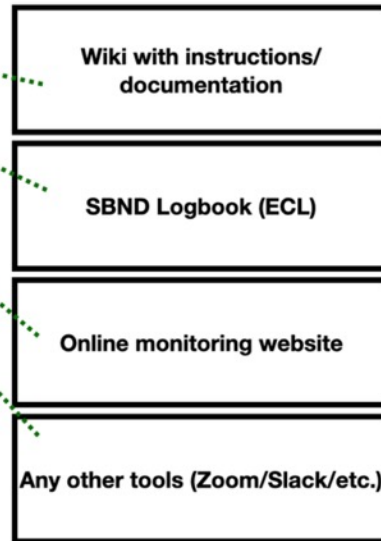 Wiki with instructions/
documentation
SBND Logbook (ECL)
Online monitoring website
Any other tools (Zoom/Slack/etc.)